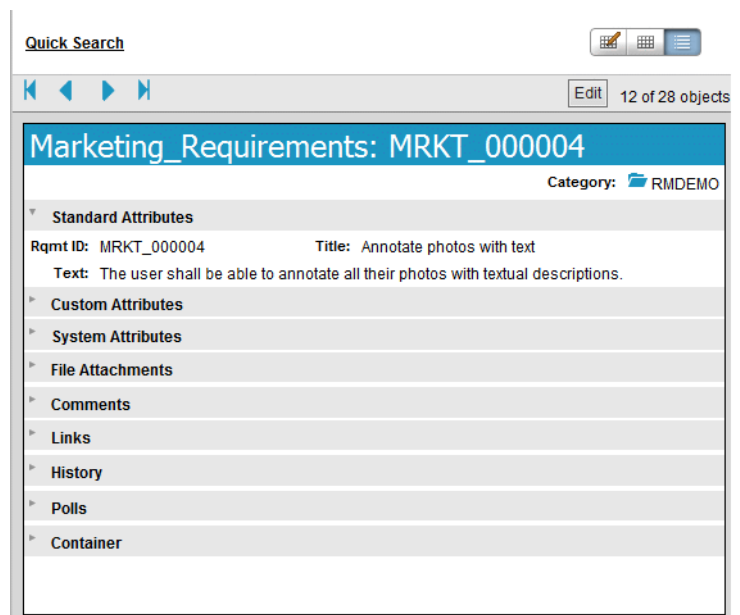 Quick Search
Edit 12 of 28 objects
Marketing_Requirements: MRKT_000004
Category: RMDEMO
Standard Attributes
Rqmt ID: MRKT_000004 Title: Annotate photos with text
Text: The user shall be able to annotate all their photos with textual descriptions.
Custom Attributes
System Attributes
File Attachments
Comments
Links
History
Polls
Container